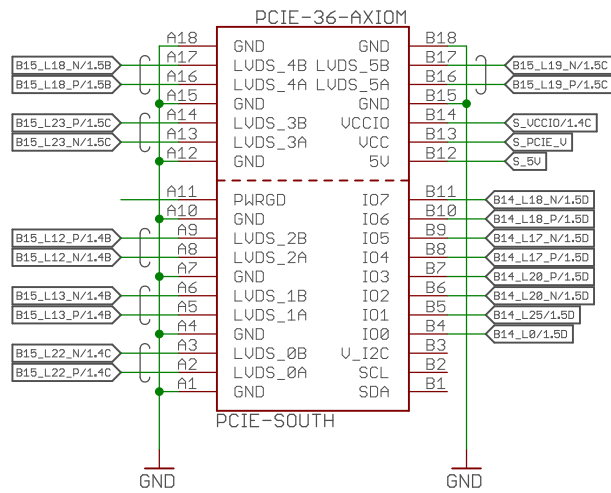 PCIE-36-AXIOM
A18 GND GND B18
B15_L18_N/1.5B A17 LVDS_4B LVDS_5B B17 B15_L19_N/1.5C
B15_L18_P/1.5B A16 LVDS_4A LVDS_5A B16 B15_L19_P/1.5C
A15 GND GND B15
B15_L23_P/1.5C A14 LVDS_3B VCCIO B14 S_VCCIO/1.4C
B15_L23_N/1.5C A13 LVDS_3A VCC B13 S_PCIE_V
A12 GND 5V B12 S_5V
A11 PWRGD IO7 B11 B14_L18_N/1.5D
A10 GND IO6 B10 B14_L18_P/1.5D
B15_L12_P/1.4B A9 LVDS_2B IO5 B9 B14_L17_N/1.5D
B15_L12_N/1.4B A8 LVDS_2A IO4 B8 B14_L17_P/1.5D
A7 GND IO3 B7 B14_L20_P/1.5D
B15_L13_N/1.4B A6 LVDS_1B IO2 B6 B14_L20_N/1.5D
B15_L13_P/1.4B A5 LVDS_1A IO1 B5 B14_L25/1.5D
A4 GND IO0 B4 B14_L0/1.5D
B15_L22_N/1.4C A3 LVDS_0B V_I2C B3
B15_L22_P/1.4C A2 LVDS_0A SCL B2
A1 GND SDA B1
PCIE-SOUTH
GND GND